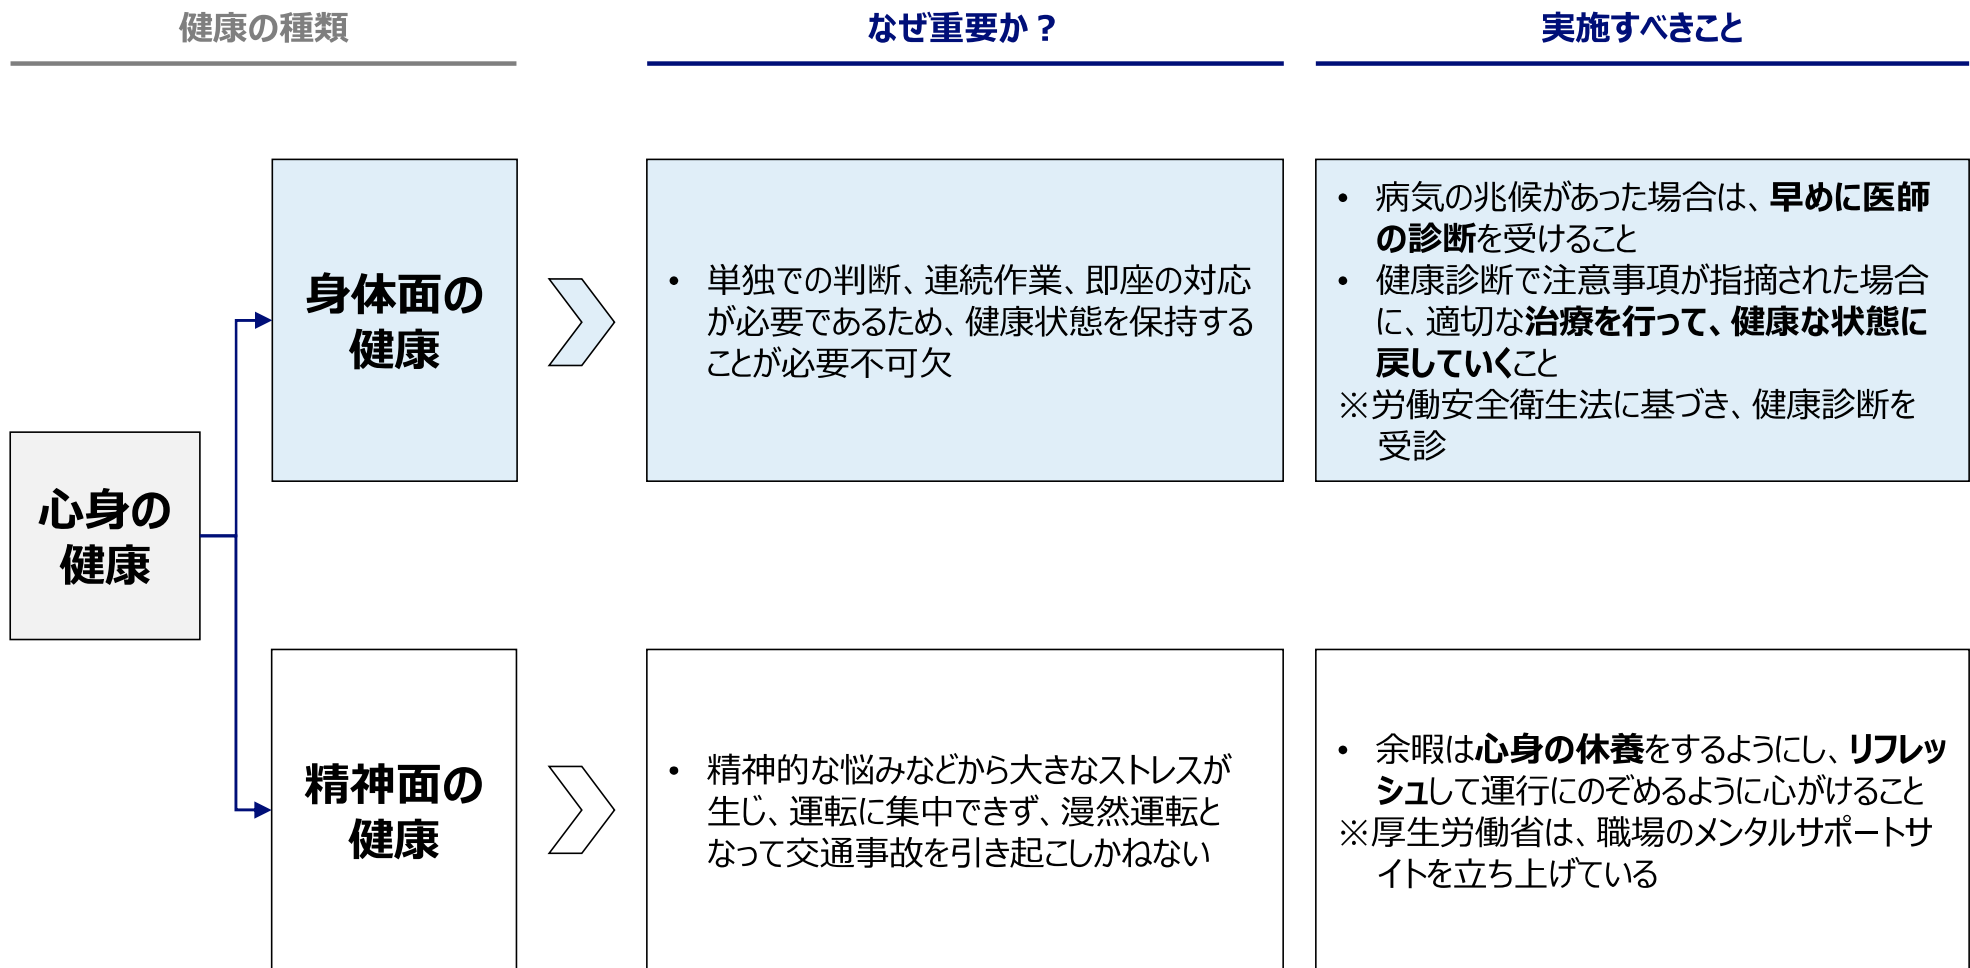 健康の種類
なぜ重要か？
実施すべきこと
心身の
健康
身体面の
健康
• 単独での判断、連続作業、即座の対応
が必要であるため、健康状態を保持する
ことが必要不可欠
• 病気の兆候があった場合は、早めに医師
の診断を受けること
• 健康診断で注意事項が指摘された場合
に、適切な治療を行って、健康な状態に
戻していくこと
※労働安全衛生法に基づき、健康診断を
受診
精神面の
健康
• 精神的な悩みなどから大きなストレスが
生じ、運転に集中できず、漫然運転と
なって交通事故を引き起こしかねない
• 余暇は心身の休養をするようにし、リフレッ
シュして運行にのぞめるように心がけること
※厚生労働省は、職場のメンタルサポートサ
イトを立ち上げている